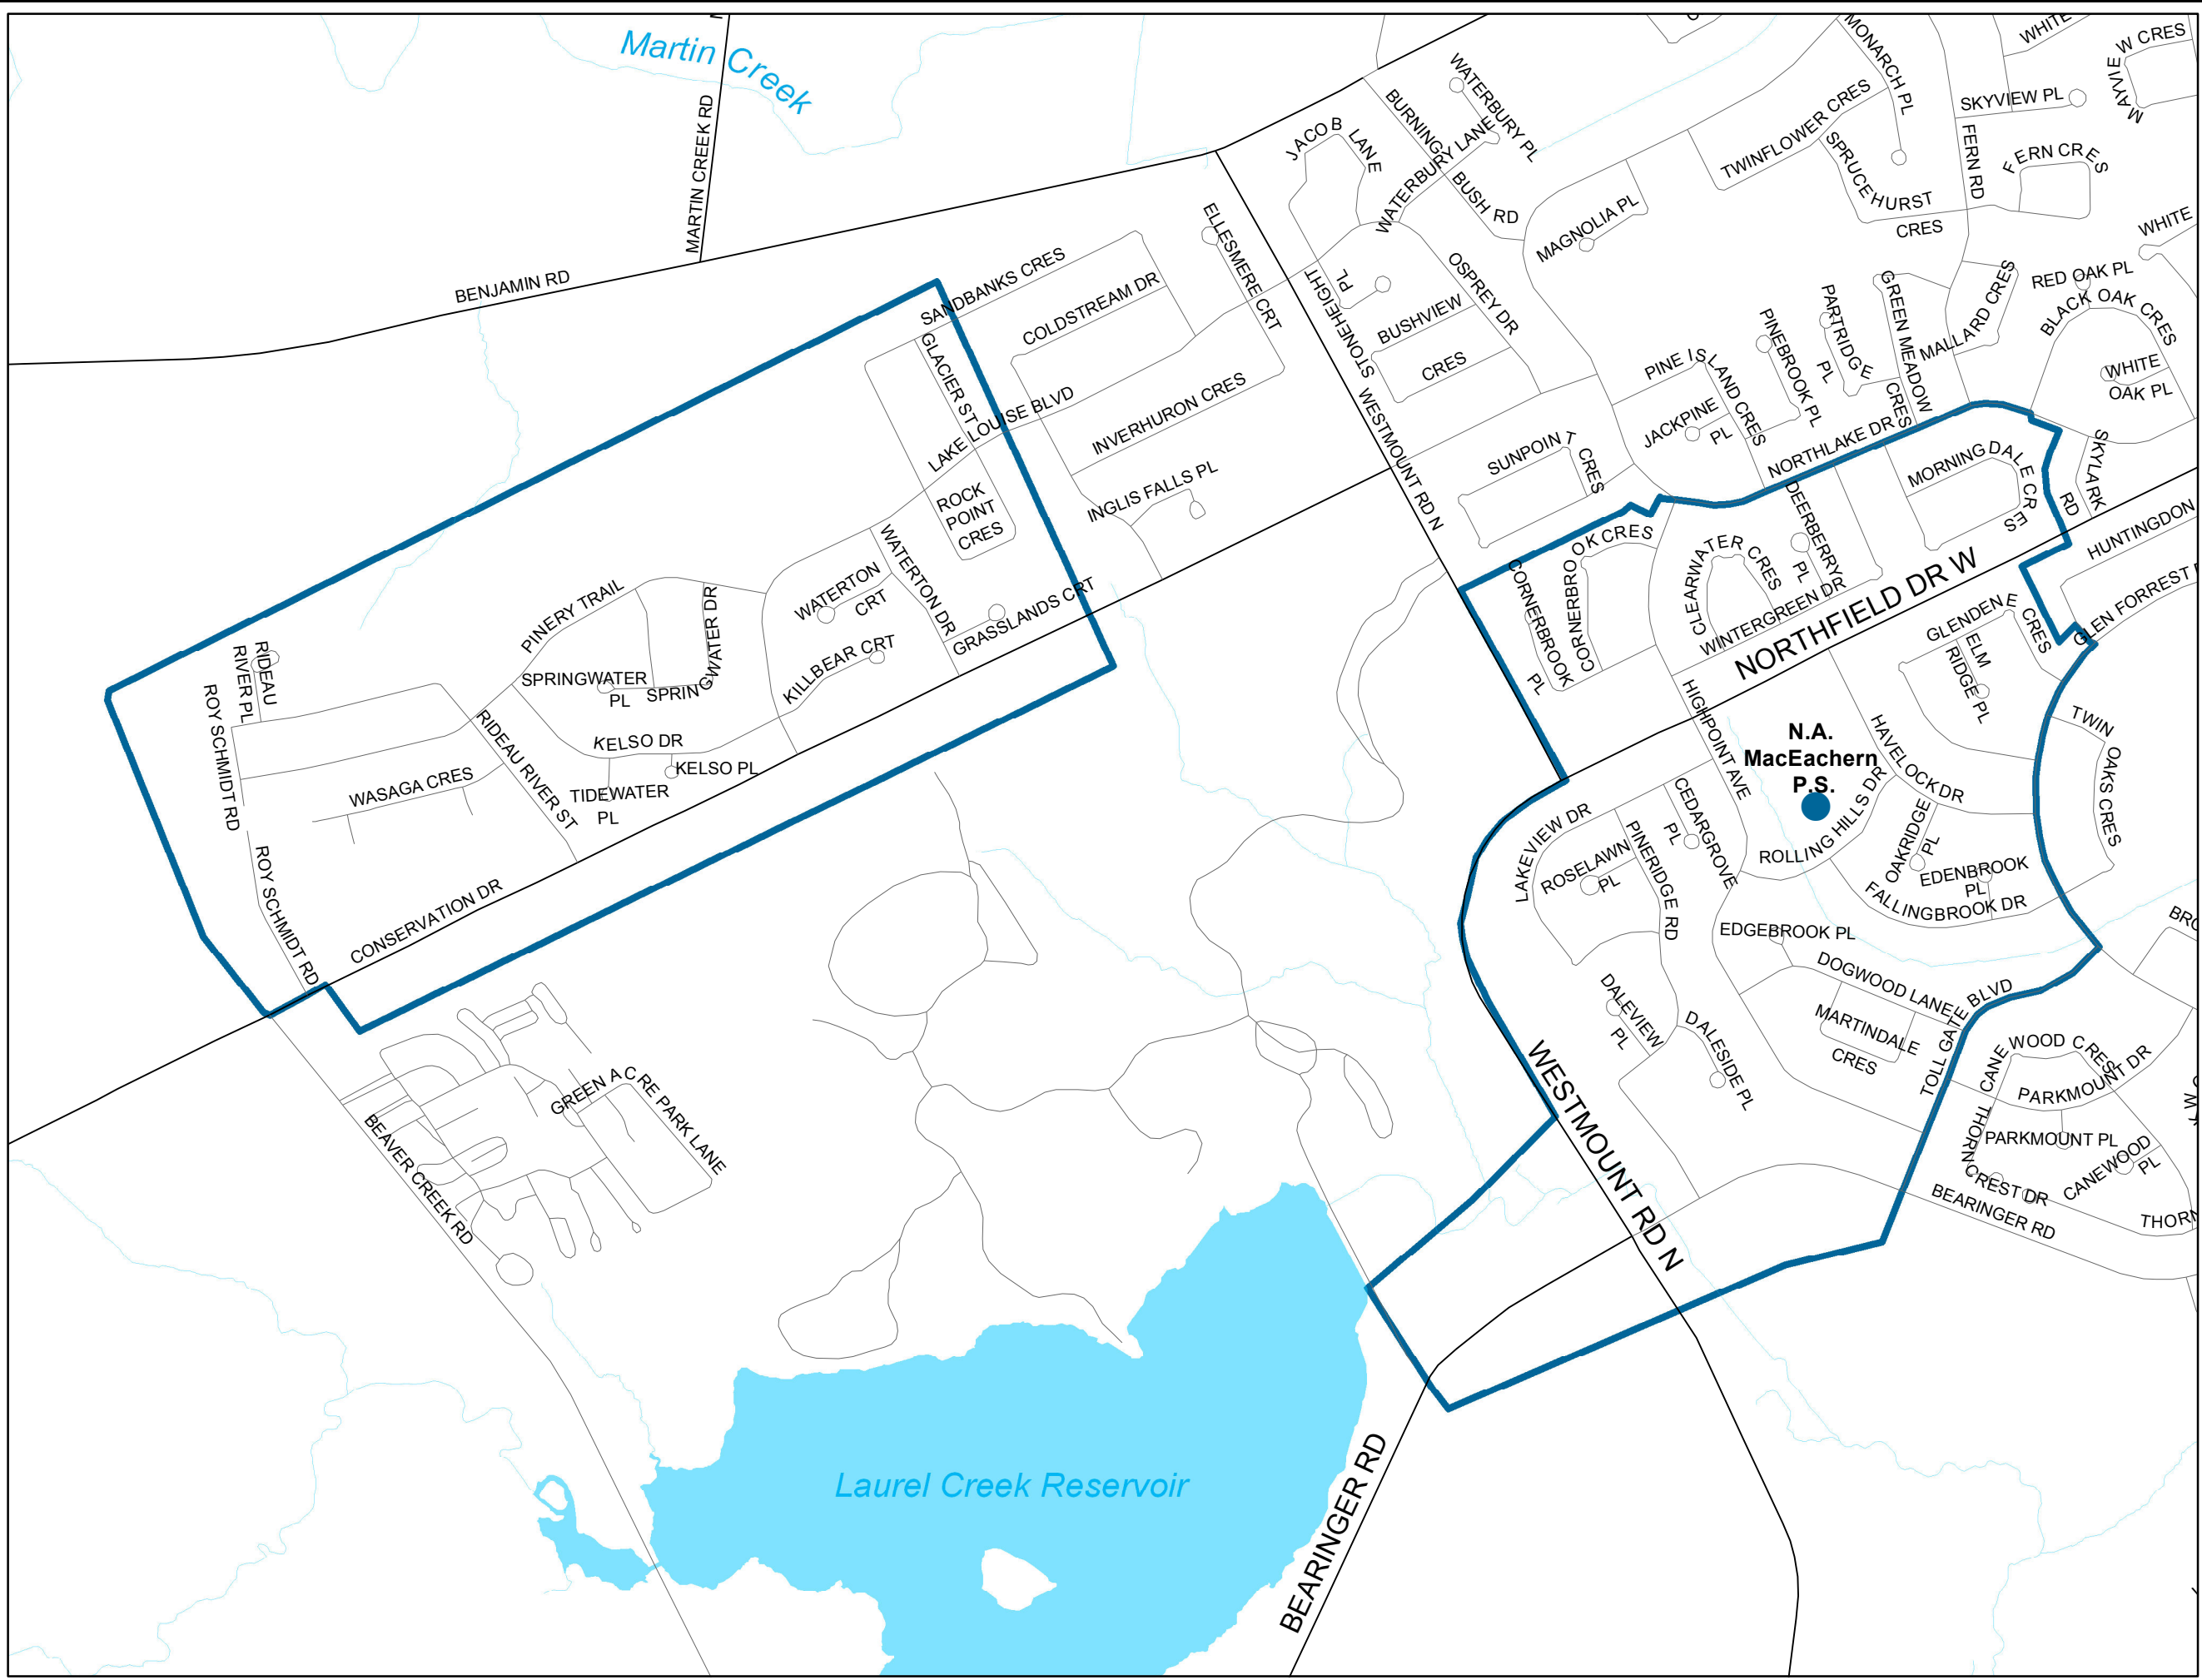 Martin Creek
MARTIN CREEK RD
BENJAMIN RD
WATERBURY PL
BURNING
BUSH RD
JACOB
LANE
WATERBURY LANE
MONARCH PL
WHITE
MAYVIE
W CRES
SKYVIEW PL
TWINFLOWER CRES
SPRUCEHURST
CRES
FERN RD
FERN CRES
WHITE
MAGNOLIA PL
ELLESMERE CRT
SANDBANKS CRES
COLDSTREAM DR
STONEHEIGHT
PL
OSPREY DR
BUSHVIEW
CRES
GLACIER ST
LAKE LOUISE BLVD
INVERHURON CRES
INGLIS FALLS PL
ROCK
POINT
CRES
WESTMOUNT RD N
SUNPOINT
CRES
PINE ISLAND CRES
JACKPINE
PL
PINEBROOK PL
PARTRIDGE
PL
GREEN MEADOW
CRES
MALLARD CRES
RED OAK PL
BLACK OAK CRES
WHITE
OAK PL
NORTHLAKE DR
MORNINGDALE CRES
SKYLARK
RD
HUNTINGDON
GLEN FORREST
CORNERBROOK CRES
CORNERBROOK
PL
CLEARWATER CRES
DEERBERRY
PL
WINTERGREEN DR
NORTHFIELD DR W
GLENDENE CRES
ELM
RIDGE PL
TWIN
OAKS CRES
PINERY TRAIL
WATERTON
CRT
WATERTON DR
GRASSLANDS CRT
KILLBEAR CRT
SPRINGWATER
PL
SPRINGWATER DR
RIDEAU
RIVER PL
ROY SCHMIDT RD
RIDEAU RIVER ST
KELSO DR
KELSO PL
TIDEWATER
PL
WASAGA CRES
ROY SCHMIDT RD
CONSERVATION DR
HIGHPOINT AVE
N.A.
MacEachern
P.S.
HAVELOCK DR
ROLLING HILLS DR
LAKEVIEW DR
ROSELAWN
PL
PINERIDGE RD
CEDARGROVE
PL
OAKRIDGE
PL
EDENBROOK
PL
FALLINGBROOK DR
EDGEBROOK PL
DOGWOOD LANE
MARTINDALE
CRES
TOLL GATE BLVD
DALEVIEW
PL
DALESIDE PL
CANEWOOD CRES
PARKMOUNT DR
PARKMOUNT PL
CANEWOOD
PL
THORNCREST DR
THORN
BEARINGER RD
WESTMOUNT RD N
GREEN ACRE PARK LANE
BEAVER CREEK RD
Laurel Creek Reservoir
BEARINGER RD